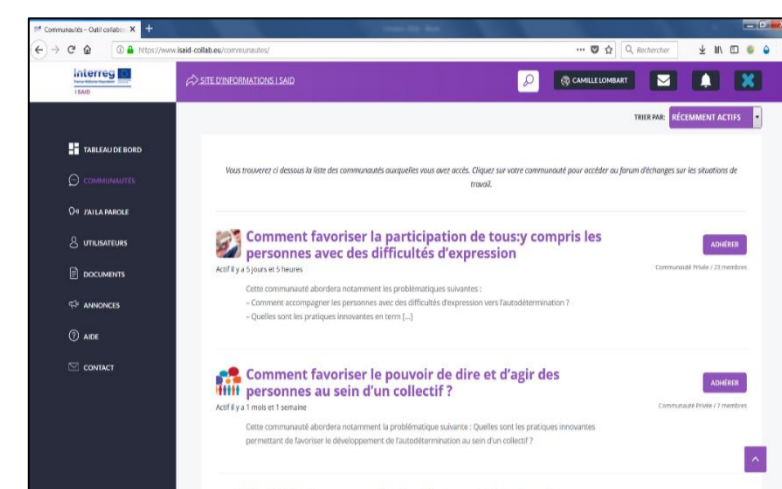 Communautés – Outil collabor X +
https://www.isaid-collab.eu/communautes/
Rechercher
Interreg
I SAID
SITE D'INFORMATIONS I SAID
CAMILLE LOMBART
TRIER PAR: RÉCEMMENT ACTIFS
TABLEAU DE BORD
COMMUNAUTÉS
J'AI LA PAROLE
UTILISATEURS
DOCUMENTS
ANNONCES
AIDE
CONTACT
Vous trouverez ci dessous la liste des communautés auxquelles vous avez accès. Cliquez sur votre communauté pour accéder au forum d'échanges sur les situations de
travail.
Comment favoriser la participation de tous:y compris les
personnes avec des difficultés d'expression
ADHÉRER
Actif il y a 5 jours et 5 heures
Communauté Privée / 23 membres
Cette communauté abordera notamment les problématiques suivantes :
– Comment accompagner les personnes avec des difficultés d'expression vers l'autodétermination ?
– Quelles sont les pratiques innovantes en term [...]
Comment favoriser le pouvoir de dire et d'agir des
personnes au sein d'un collectif ?
ADHÉRER
Actif il y a 1 mois et 1 semaine
Communauté Privée / 7 membres
Cette communauté abordera notamment la problématique suivante : Quelles sont les pratiques innovantes
permettant de favoriser le développement de l'autodétermination au sein d'un collectif ?